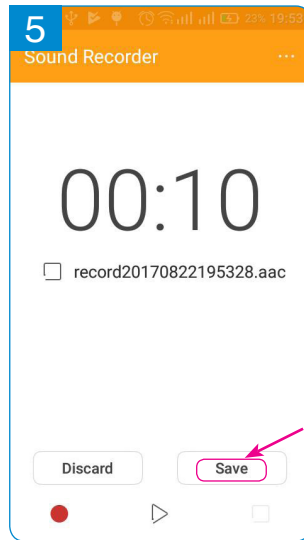 5
23% 19:53
Sound Recorder
00:10
record20170822195328.aac
Discard
Save